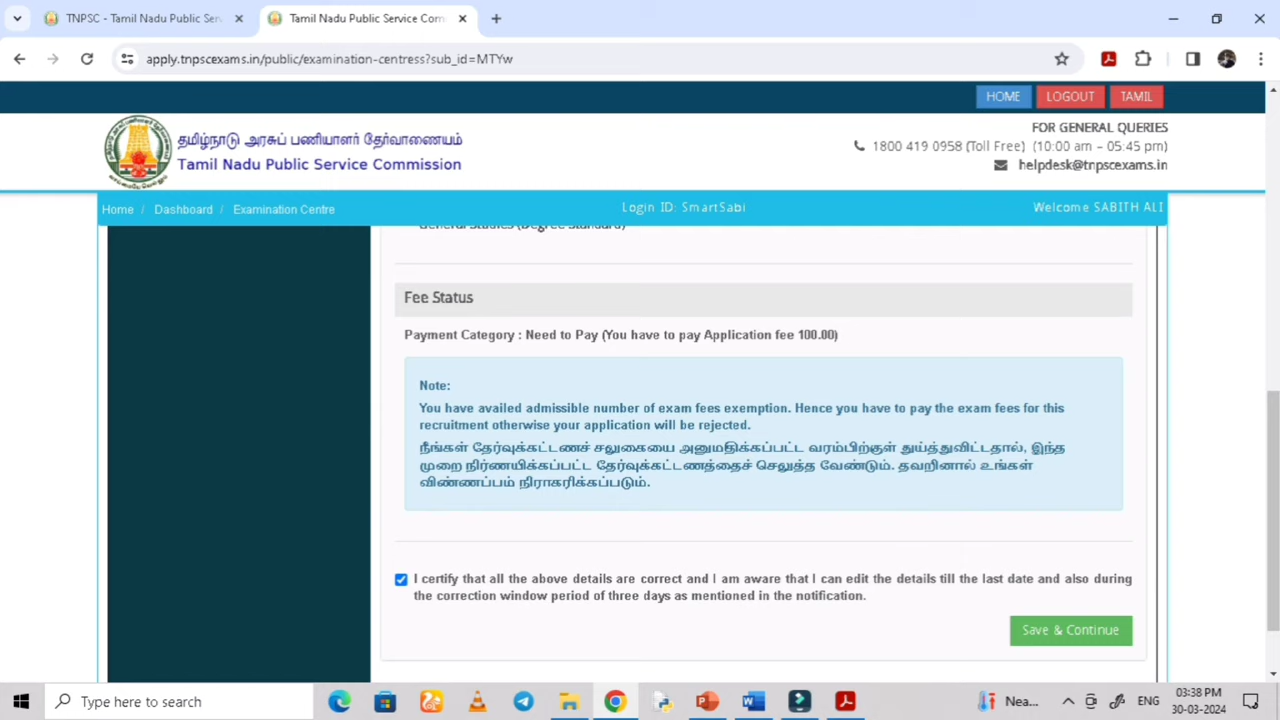 TNPSC - Tamil Nadu Public Ser
Tamil Nadu Public Service Com
apply.tnpscexams.in/public/examination-centress?sub_id=MTYw
HOME
LOGOUT
TAMIL
தமிழ்நாடு அரசுப் பணியாளர் தேர்வாணையம்
Tamil Nadu Public Service Commission
FOR GENERAL QUERIES
1800 419 0958 (Toll Free) (10:00 am – 05:45 pm)
helpdesk@tnpscexams.in
Home / Dashboard / Examination Centre
Login ID: SmartSabi
Welcome SABITH ALI
General Studies (Degree Standard)
Fee Status
Payment Category : Need to Pay (You have to pay Application fee 100.00)
Note:
You have availed admissible number of exam fees exemption. Hence you have to pay the exam fees for this
recruitment otherwise your application will be rejected.
நீங்கள் தேர்வுக்கட்டணச் சலுகையை அனுமதிக்கப்பட்ட வரம்பிற்குள் துய்த்துவிட்டதால், இந்த
முறை நிர்ணயிக்கப்பட்ட தேர்வுக்கட்டணத்தைச் செலுத்த வேண்டும். தவறினால் உங்கள்
விண்ணப்பம் நிராகரிக்கப்படும்.
I certify that all the above details are correct and I am aware that I can edit the details till the last date and also during
the correction window period of three days as mentioned in the notification.
Save & Continue
Type here to search
Nea...
ENG
03:38 PM
30-03-2024